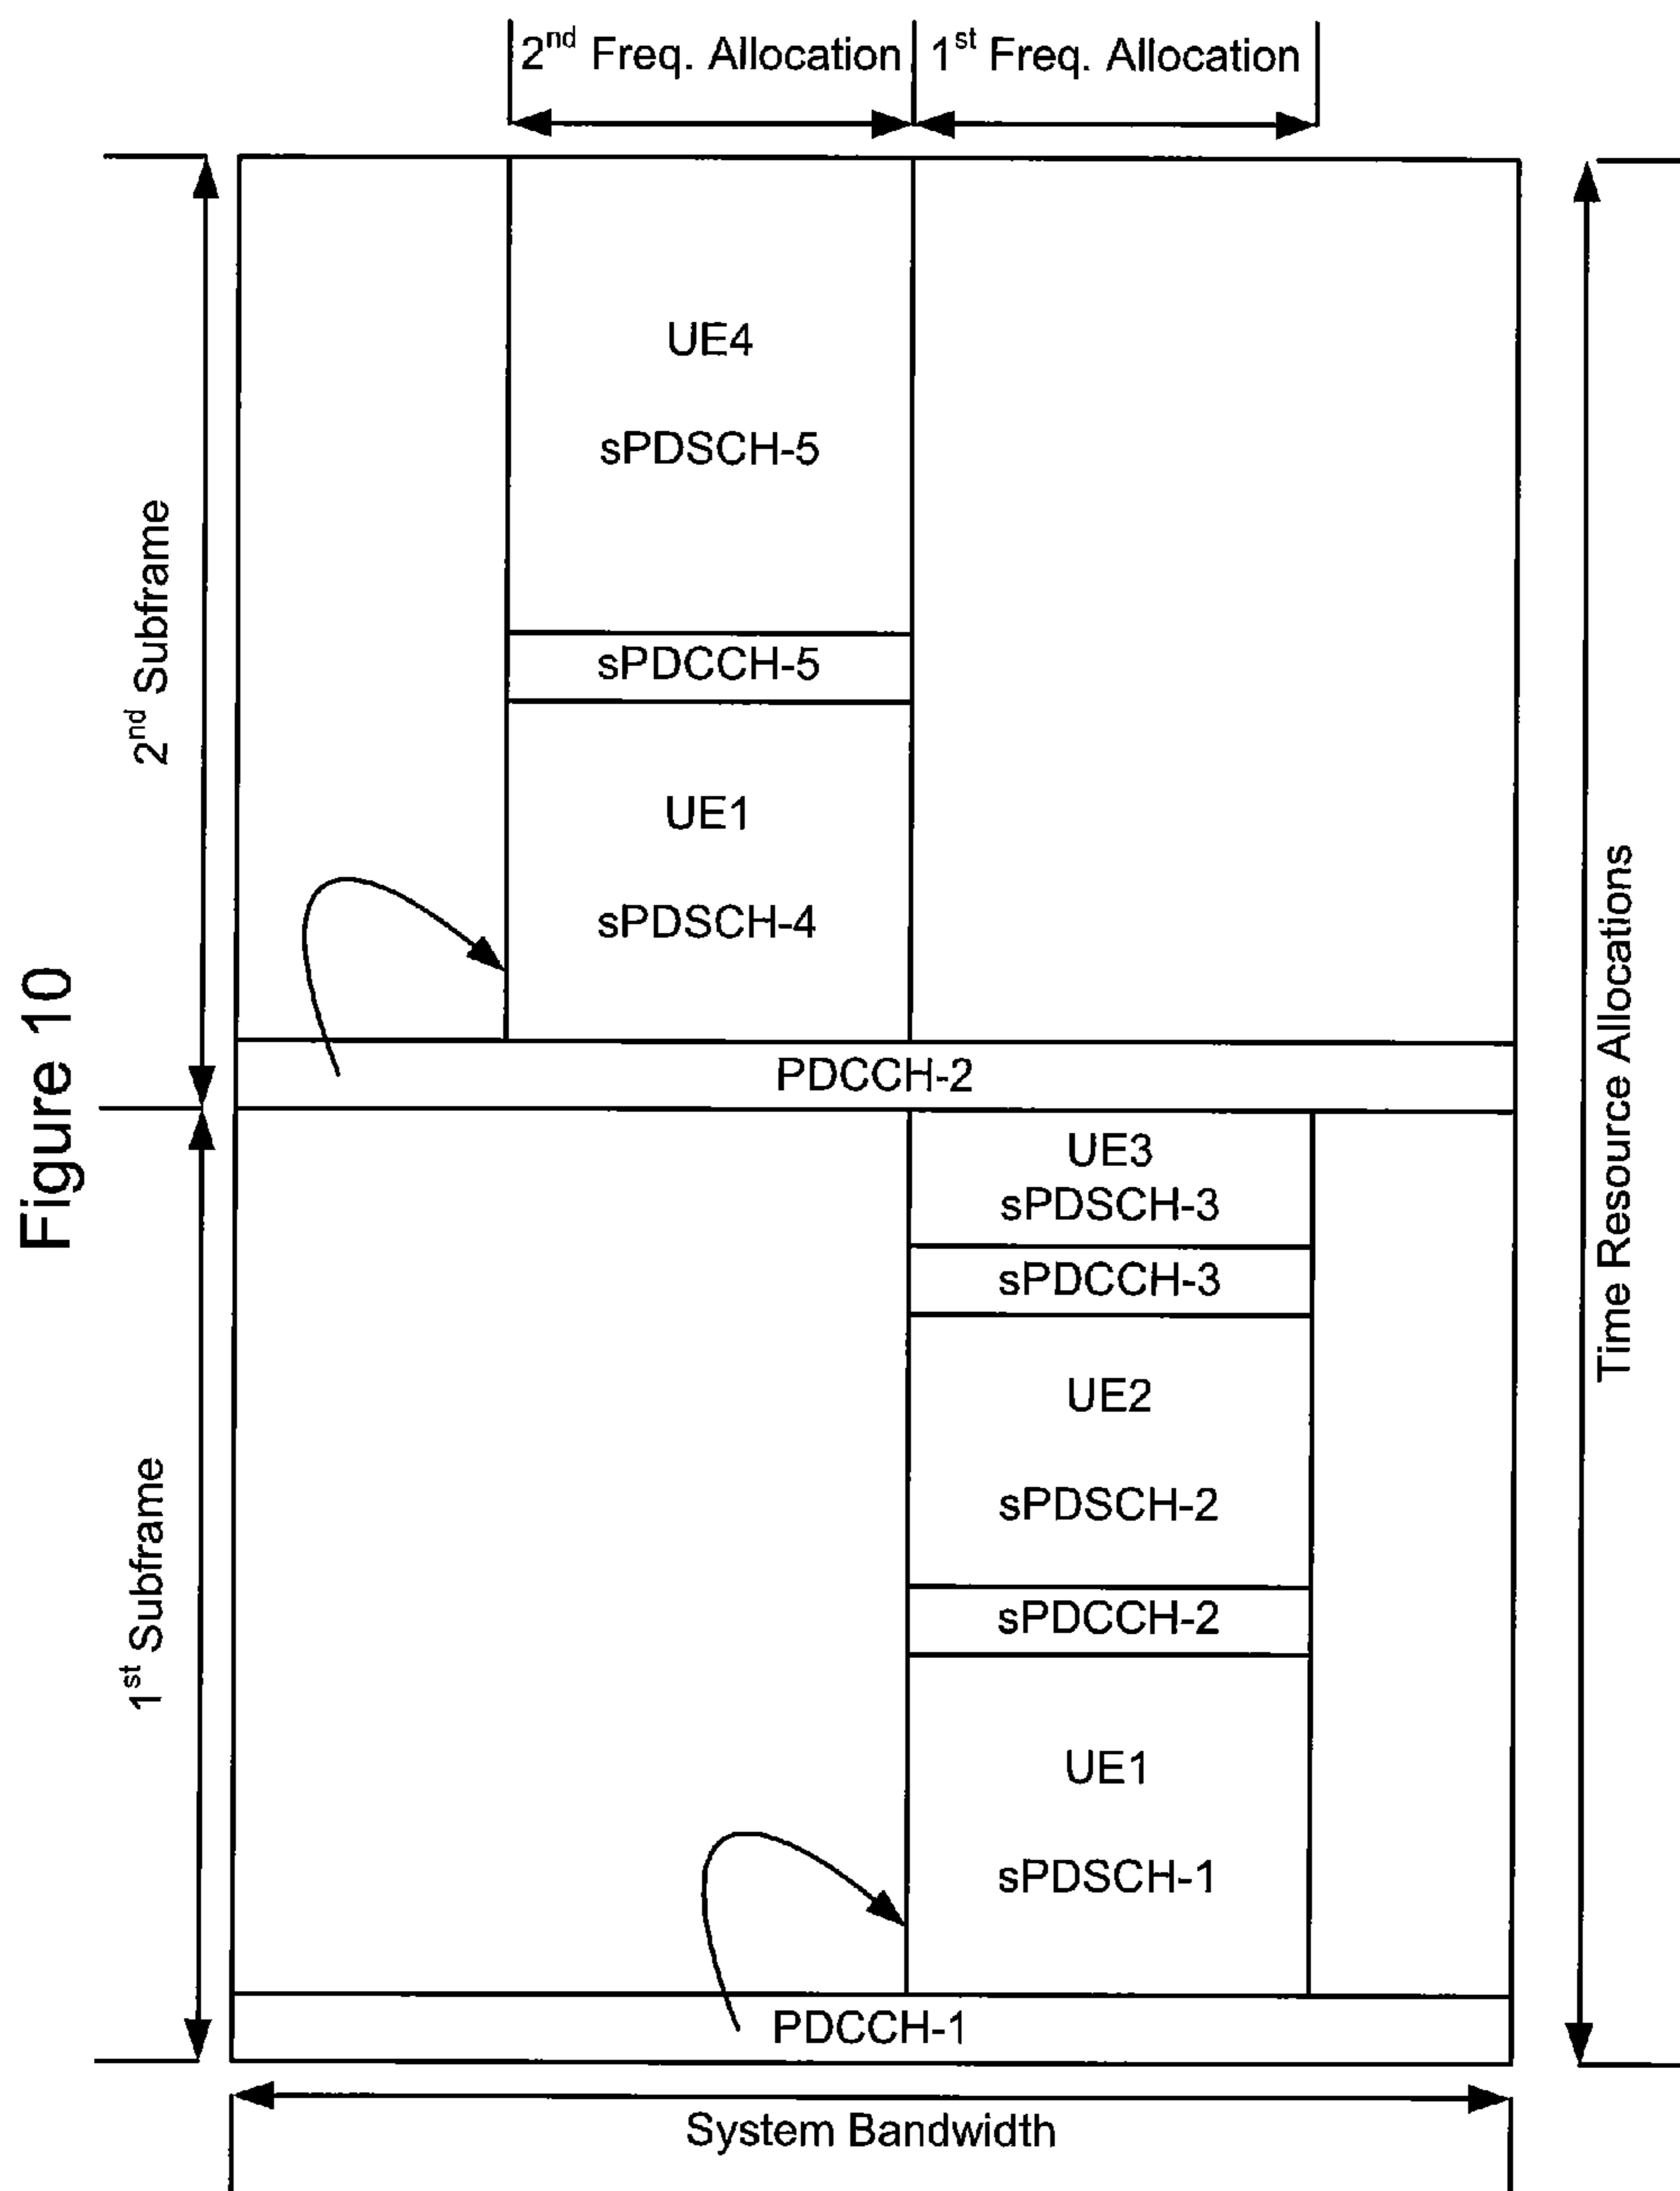 2nd Freq. Allocation
1st Freq. Allocation
UE4
sPDSCH-5
sPDCCH-5
UE1
sPDSCH-4
PDCCH-2
UE3
sPDSCH-3
sPDCCH-3
UE2
sPDSCH-2
sPDCCH-2
UE1
sPDSCH-1
PDCCH-1
System Bandwidth
2nd Subframe
1st Subframe
Figure 10
Time Resource Allocations